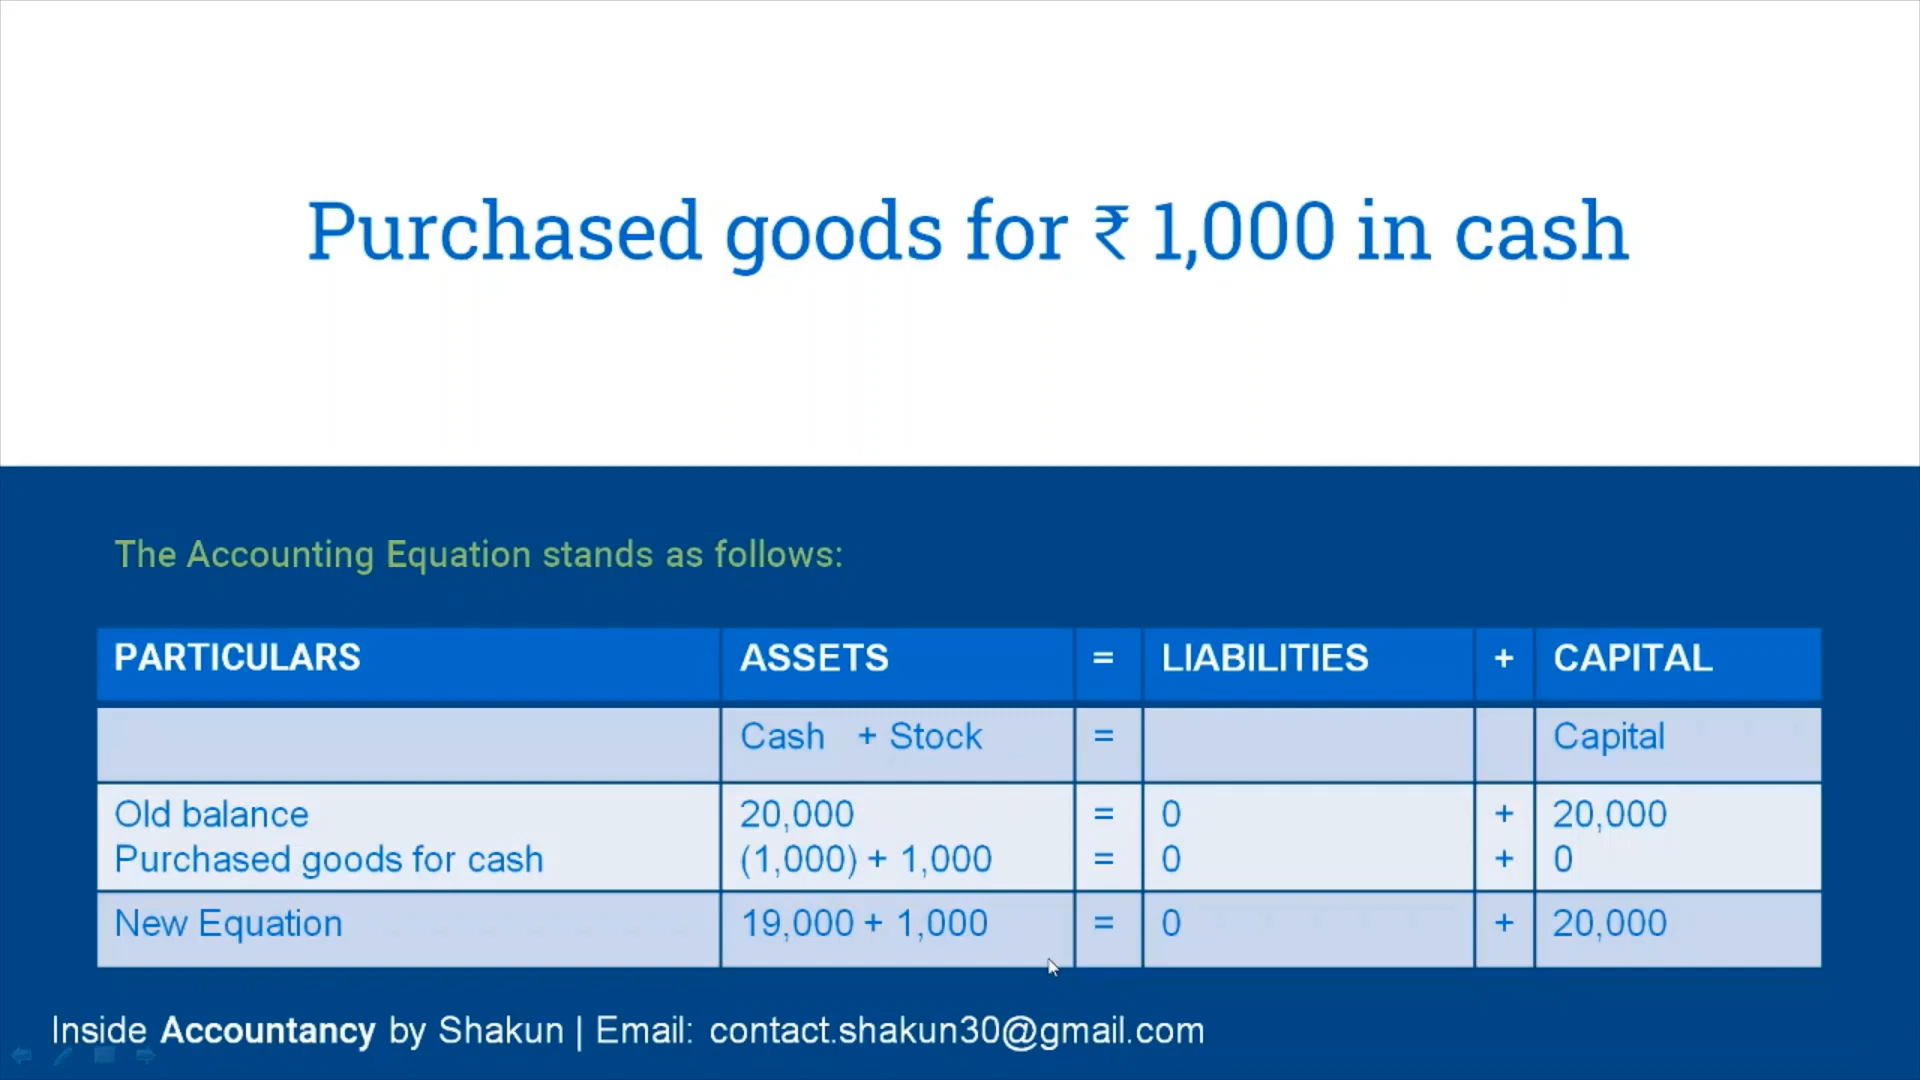 Purchased goods for ₹ 1,000 in cash
The Accounting Equation stands as follows:
PARTICULARS ASSETS = LIABILITIES + CAPITAL
Cash + Stock = Capital
Old balance 20,000 = 0 + 20,000
Purchased goods for cash (1,000) + 1,000 = 0 + 0
New Equation 19,000 + 1,000 = 0 + 20,000
Inside Accountancy by Shakun | Email: contact.shakun30@gmail.com